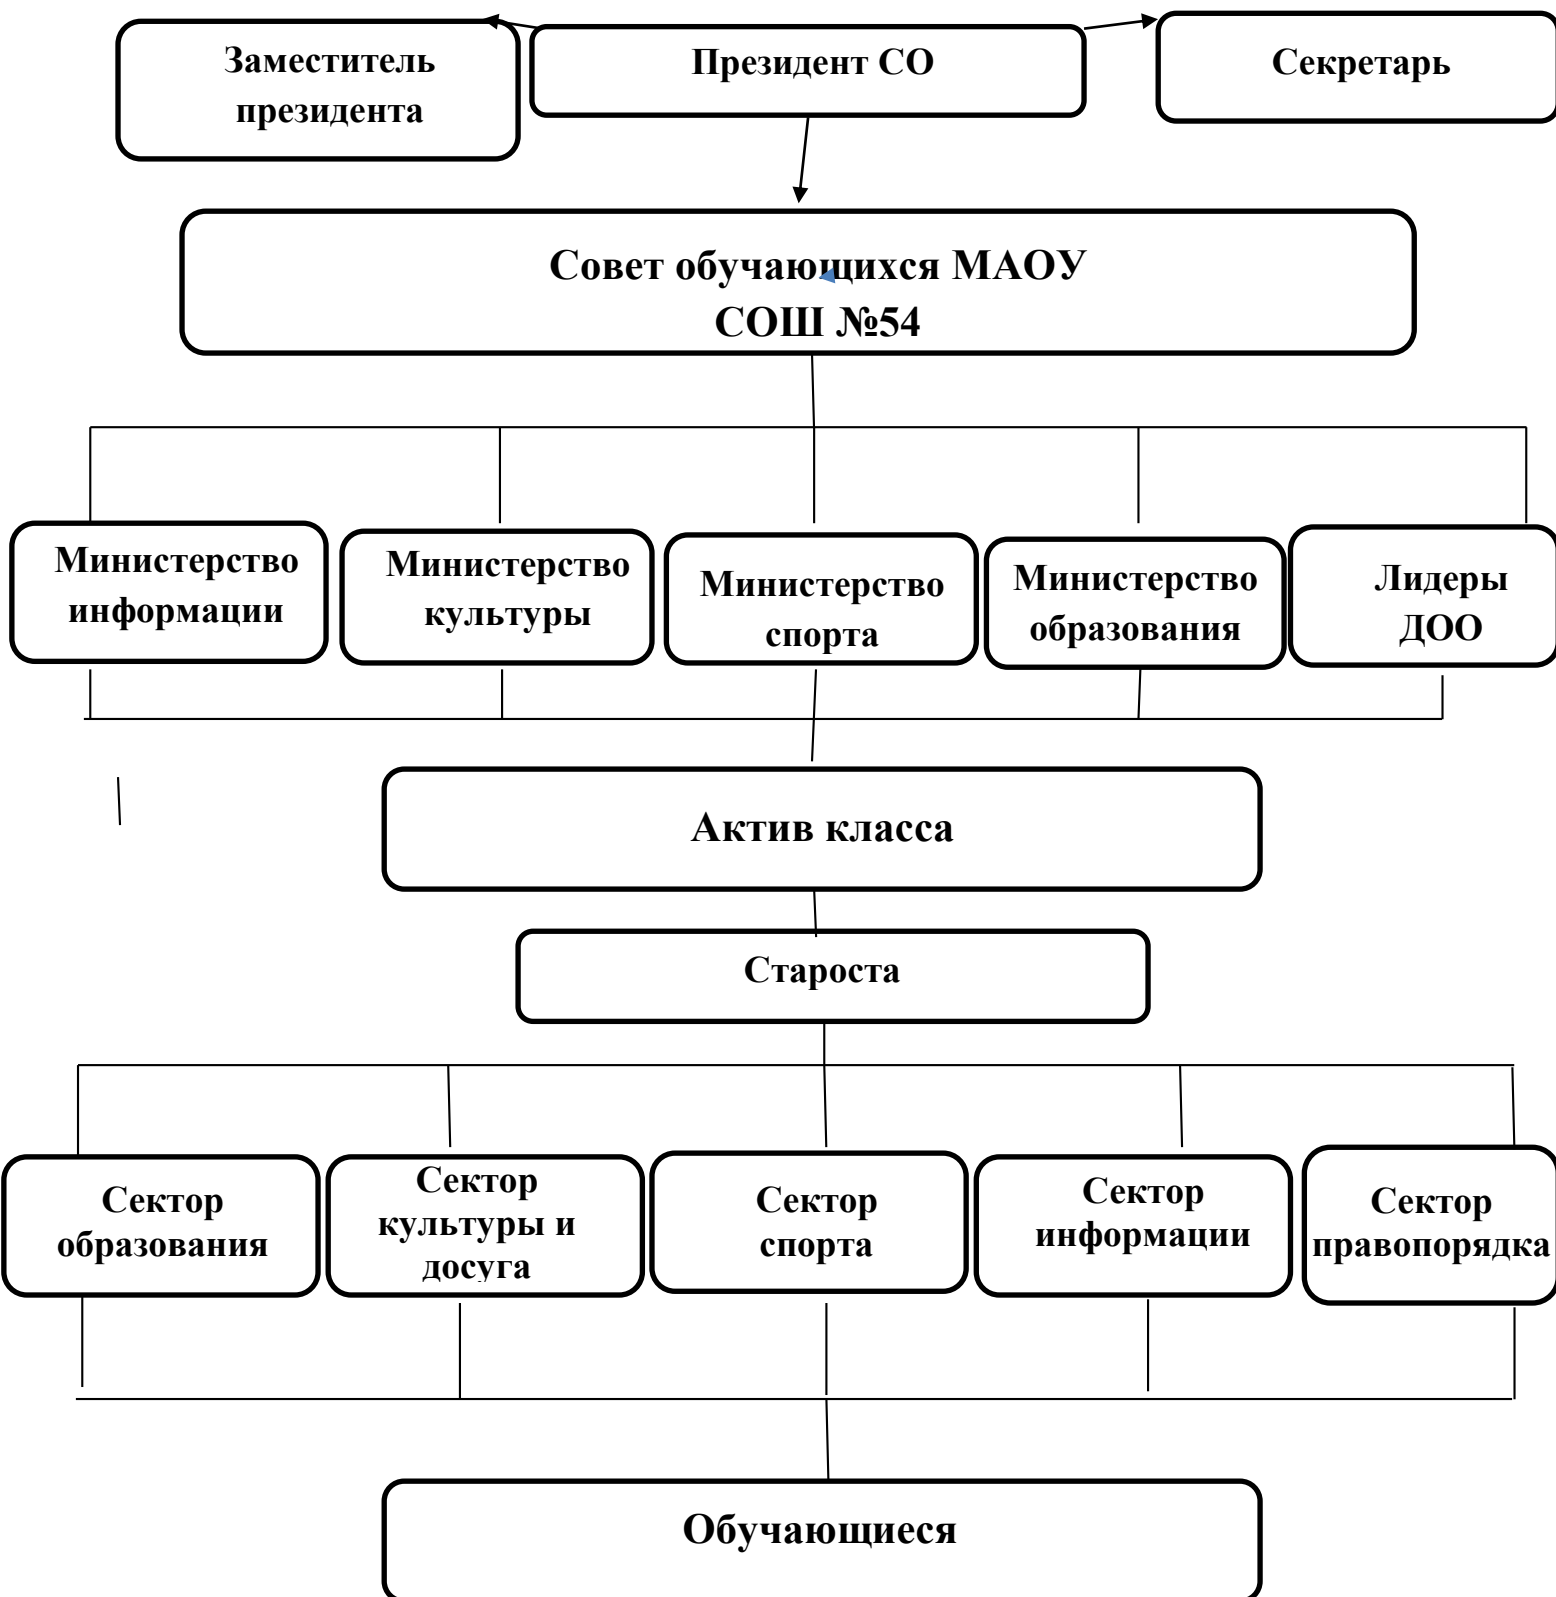 Заместитель
президента
Президент СО
Секретарь
Совет обучающихся МАОУ
СОШ №54
Министерство
информации
Министерство
культуры
Министерство
спорта
Министерство
образования
Лидеры
ДОО
Актив класса
Староста
Сектор
образования
Сектор
культуры и
досуга
Сектор
спорта
Сектор
информации
Сектор
правопорядка
Обучающиеся